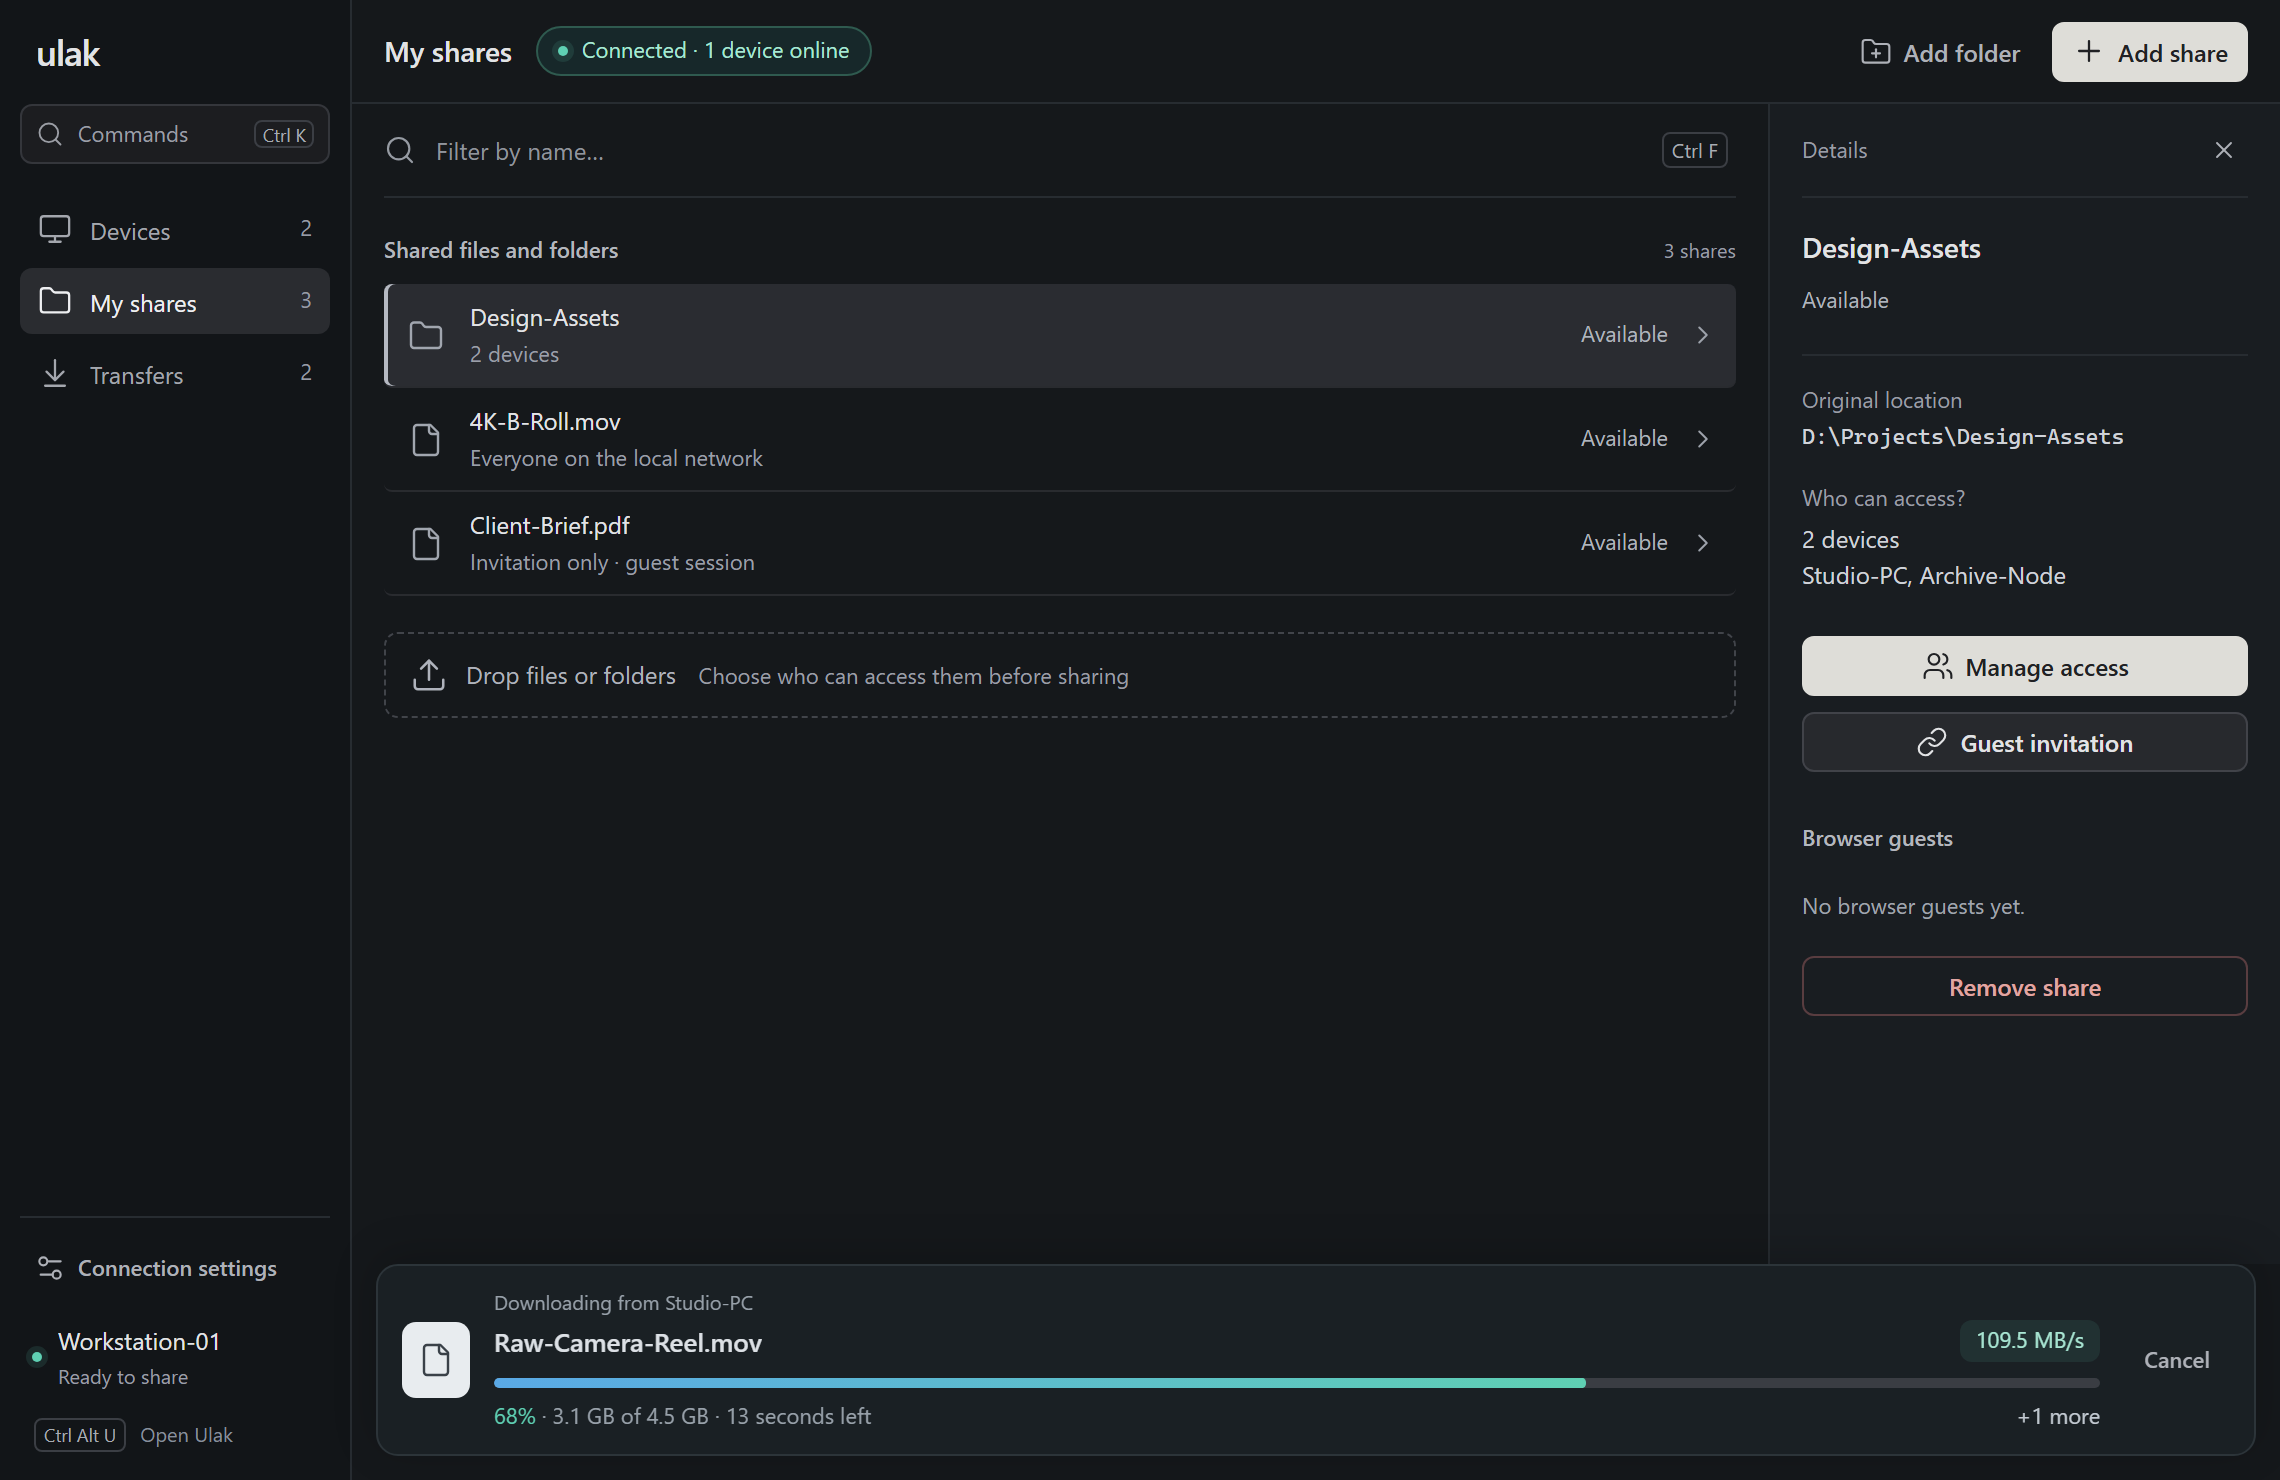 ulak
Commands Ctrl K
Devices 2
My shares 3
Transfers 2
Connection settings
Workstation-01
Ready to share
Ctrl Alt U Open Ulak
My shares
Connected · 1 device online
Add folder
Add share
Filter by name...
Ctrl F
Shared files and folders
3 shares
Design-Assets
2 devices
Available
4K-B-Roll.mov
Everyone on the local network
Available
Client-Brief.pdf
Invitation only · guest session
Available
Drop files or folders Choose who can access them before sharing
Details
Design-Assets
Available
Original location
D:\Projects\Design-Assets
Who can access?
2 devices
Studio-PC, Archive-Node
Manage access
Guest invitation
Browser guests
No browser guests yet.
Remove share
Downloading from Studio-PC
Raw-Camera-Reel.mov
109.5 MB/s
Cancel
68% · 3.1 GB of 4.5 GB · 13 seconds left
+1 more